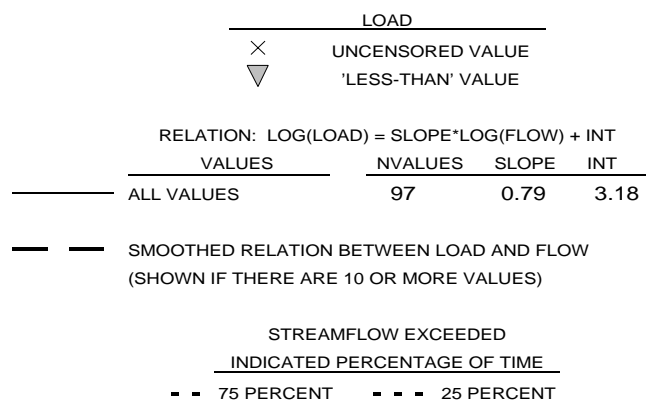 LOAD
UNCENSORED VALUE
'LESS-THAN' VALUE
RELATION: LOG(LOAD) = SLOPE*LOG(FLOW) + INT
VALUES NVALUES SLOPE INT
ALL VALUES 97 0.79 3.18
SMOOTHED RELATION BETWEEN LOAD AND FLOW
(SHOWN IF THERE ARE 10 OR MORE VALUES)
STREAMFLOW EXCEEDED
INDICATED PERCENTAGE OF TIME
75 PERCENT 25 PERCENT